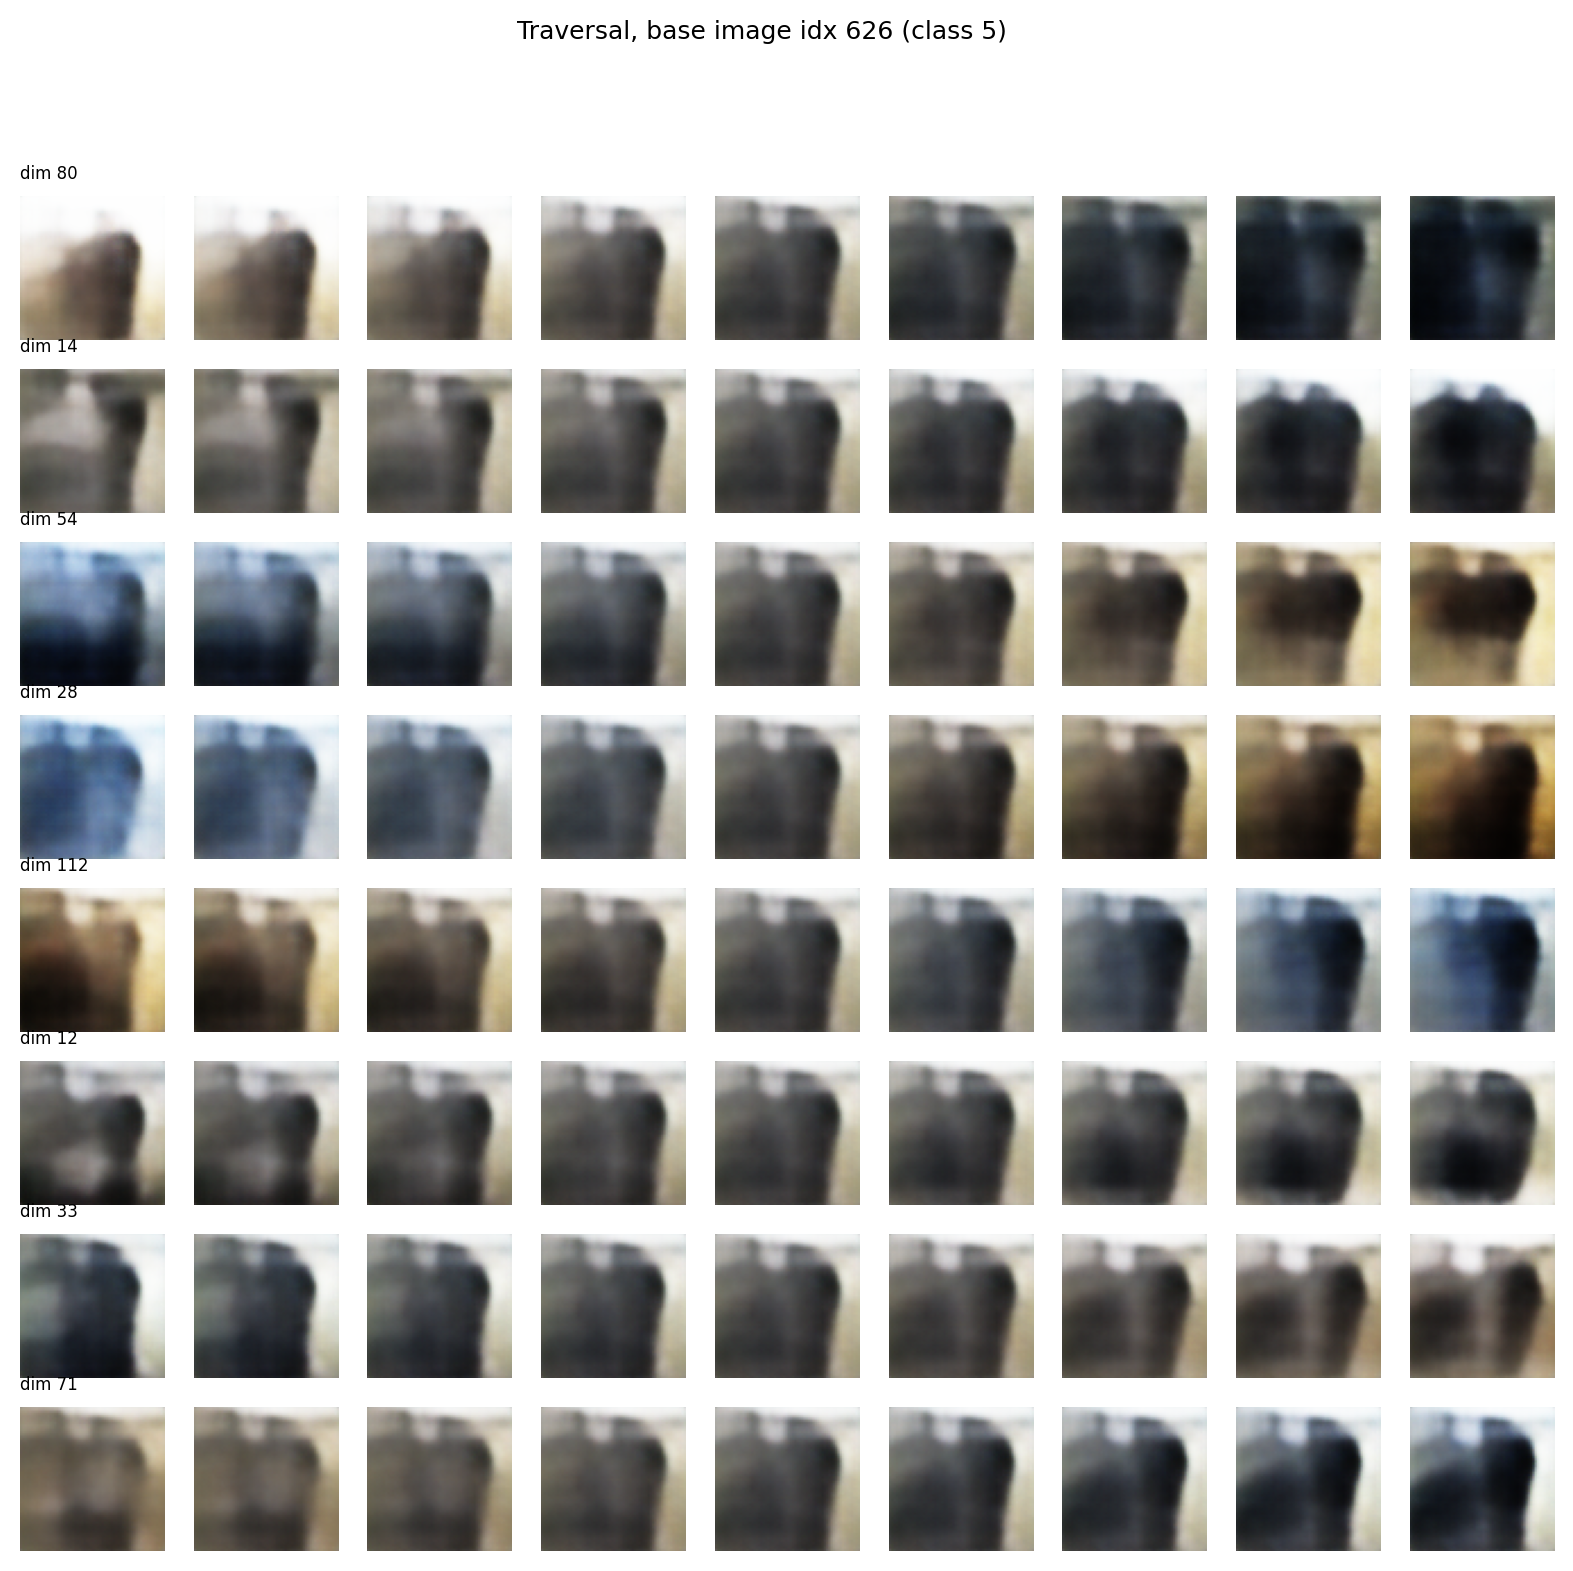 Traversal, base image idx 626 (class 5)
dim 80
dim 14
dim 54
dim 28
dim 112
dim 12
dim 33
dim 71